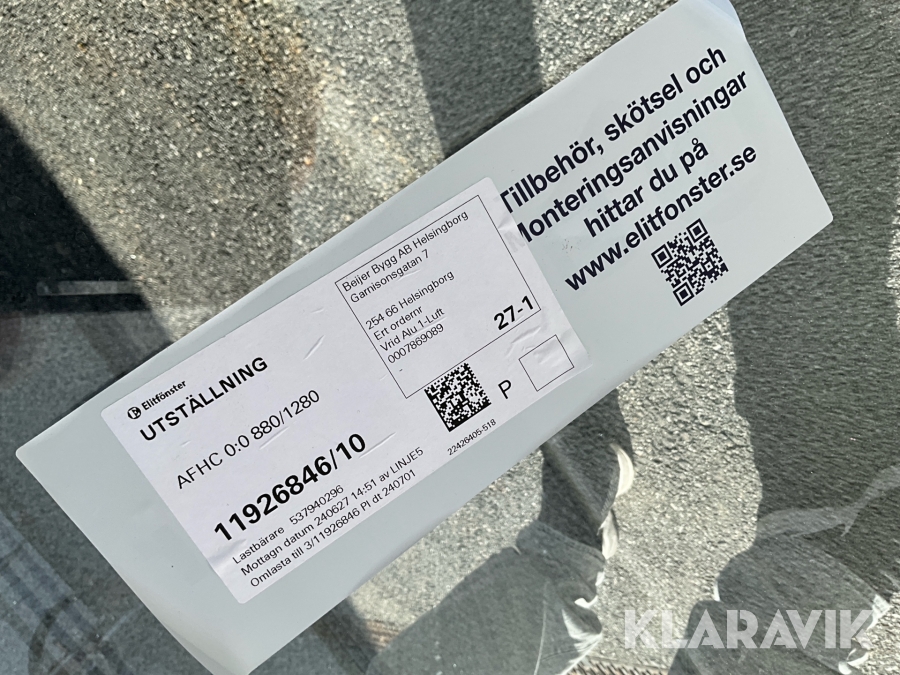 Tillbehör, skötsel och
Monteringsanvisningar
hittar du på
www.elitfonster.se
Elitfönster
UTSTÄLLNING
AFHC 0:0 880/1280
11926846/10
Lastbärare 537940296
Mottagn datum 240627 14-51 av LINJE5
Omlasta till 3/11926846 Pl dt 240701
Beijer Bygg AB Helsingborg
Garnisonsgatan 7
254 66 Helsingborg
Ert ordernr
Vrid Alu 1-Luft
0007869089
-
27-1
P
22426405-518
KLARAVIK